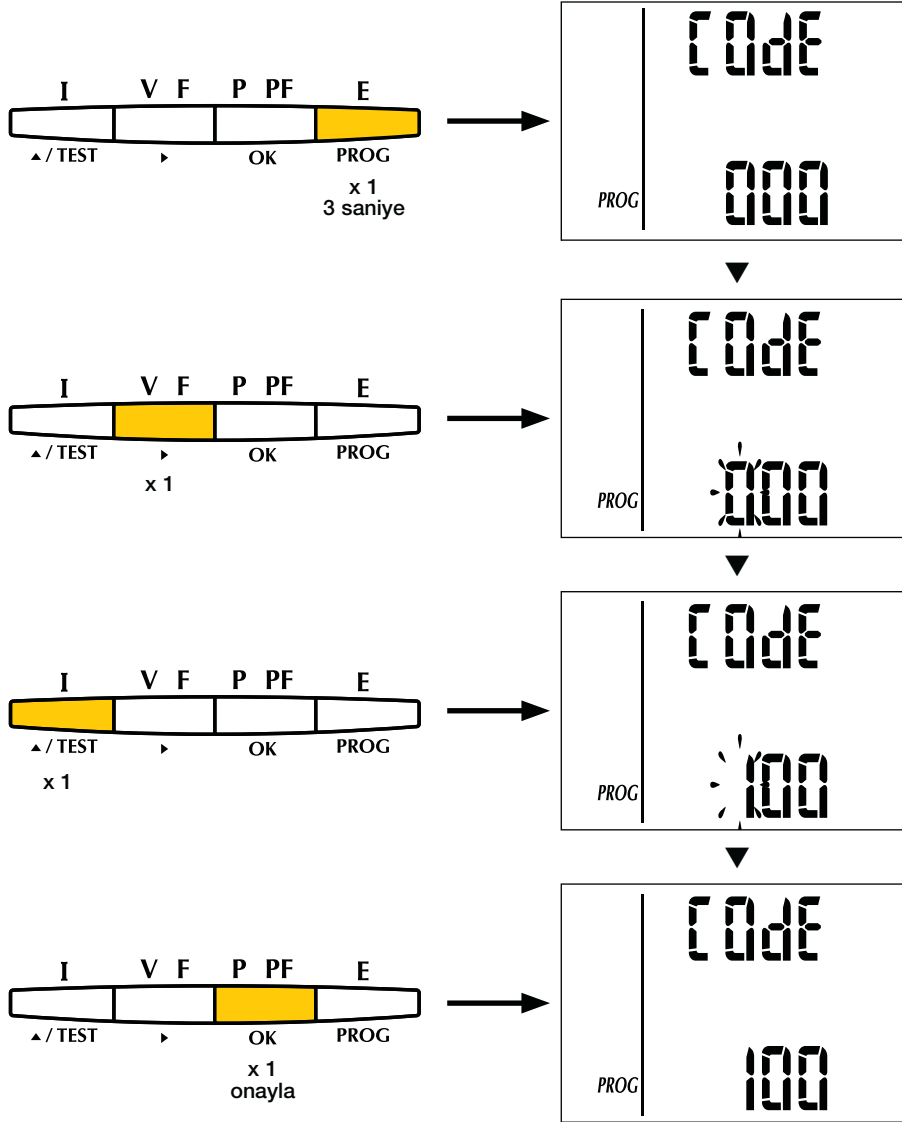 I V F P PF E
▲ / TEST ▶ OK PROG
x 1
3 saniye
COdE
PROG 000
I V F P PF E
▲ / TEST ▶ OK PROG
x 1
COdE
PROG 000
I V F P PF E
▲ / TEST ▶ OK PROG
x 1
COdE
PROG 100
I V F P PF E
▲ / TEST ▶ OK PROG
x 1
onayla
COdE
PROG 100